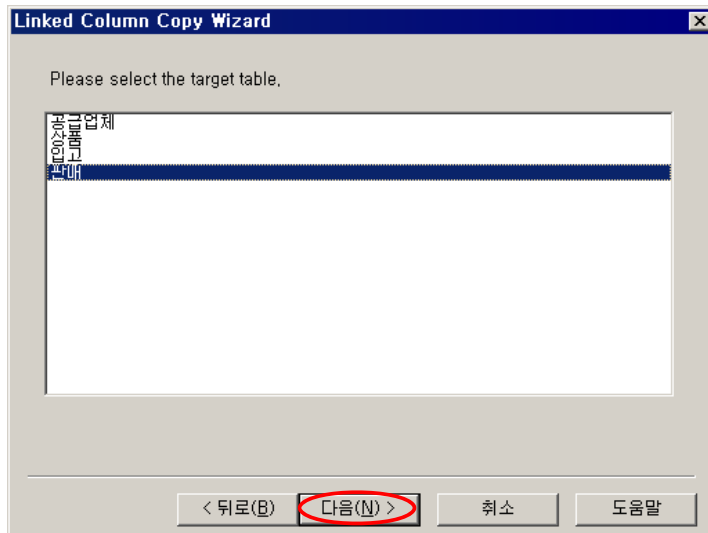 Linked Column Copy Wizard
Please select the target table,
공급업체
상품
입고
판매
< 뒤로(B) 다음(N) > 취소 도움말